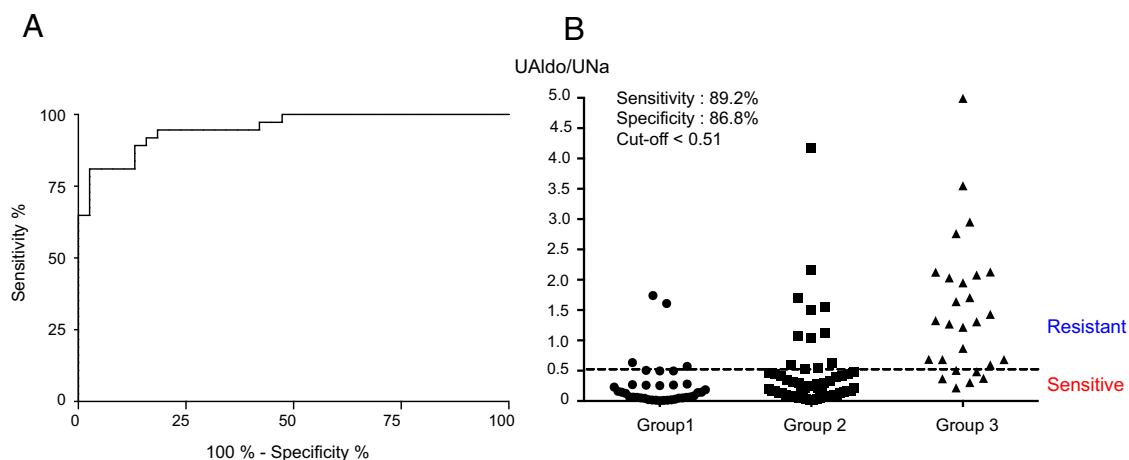 A
Sensitivity %
100
75
50
25
0
0
25
50
75
100
100 % - Specificity %
B
UAldo/UNa
Sensitivity : 89.2%
Specificity : 86.8%
Cut-off < 0.51
5.0
4.5
4.0
3.5
3.0
2.5
2.0
1.5
1.0
0.5
0
Group1
Group 2
Group 3
Resistant
Sensitive